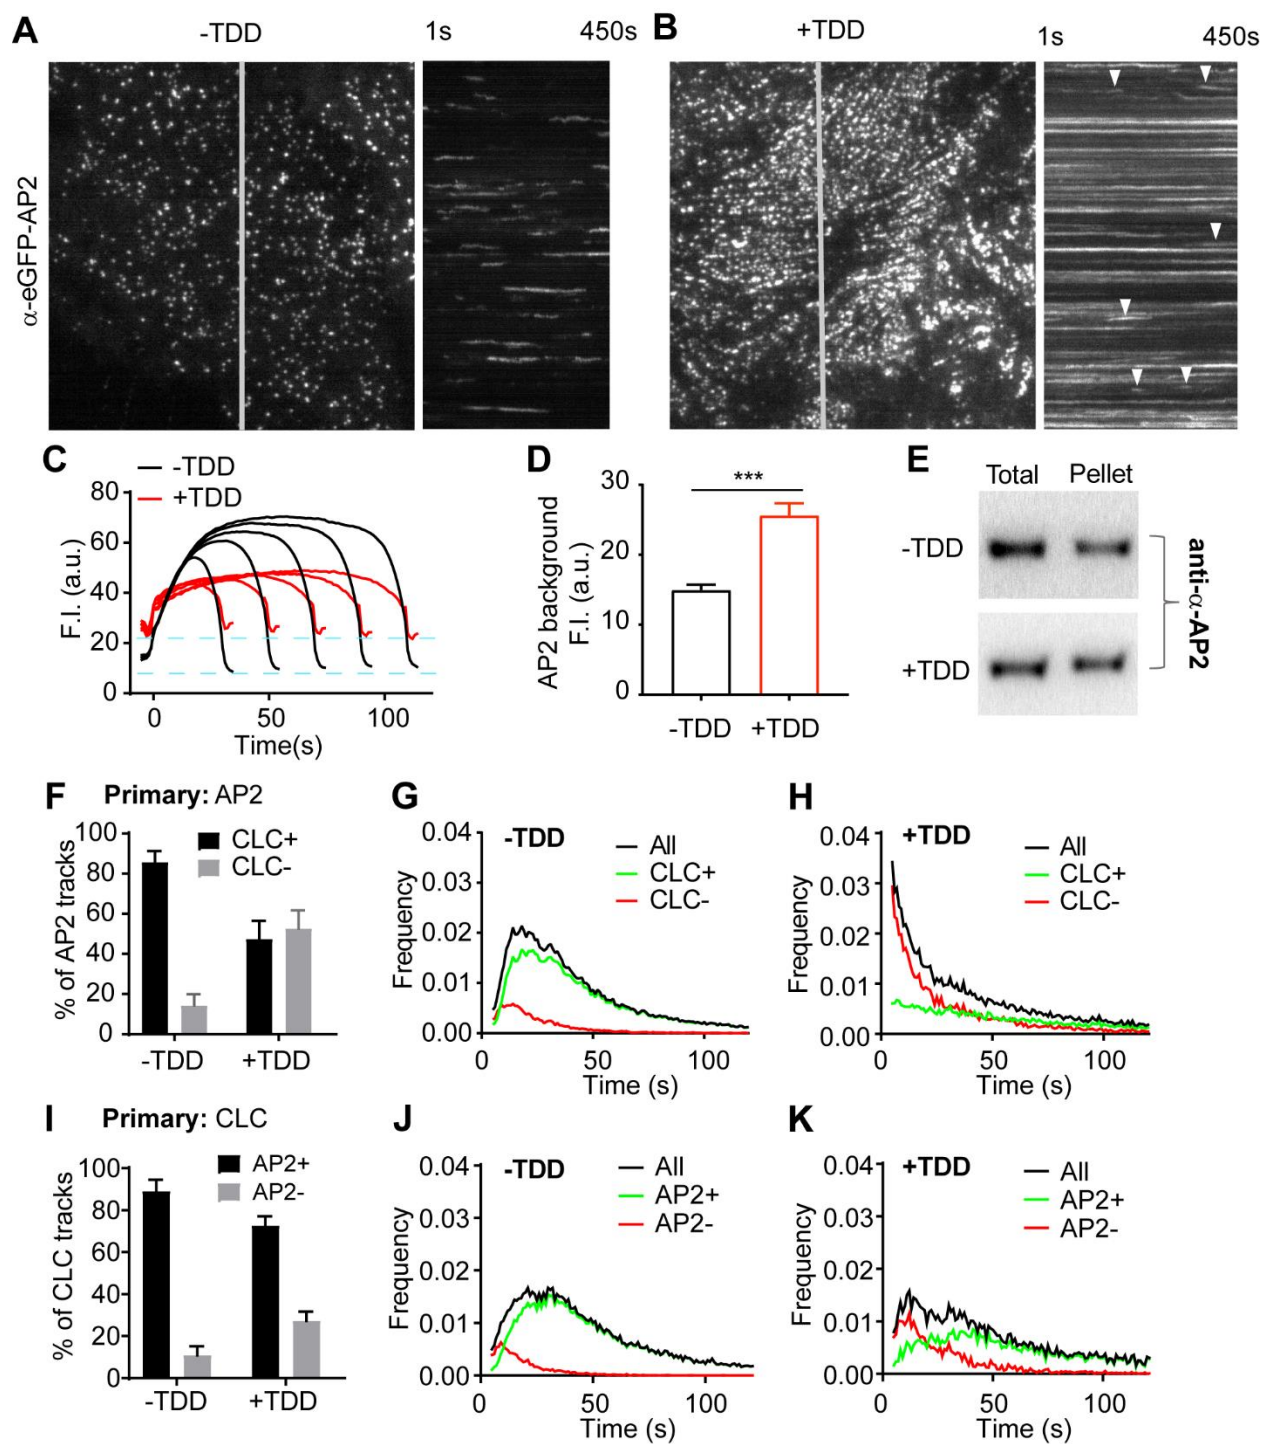 A
-TDD
1s
450s
B
+TDD
1s
450s
α-eGFP-AP2
C
-TDD
+TDD
80
60
40
20
0
F.I. (a.u.)
0
50
100
Time(s)
D
***
30
20
10
0
AP2 background
F.I. (a.u.)
-TDD
+TDD
E
Total
Pellet
-TDD
+TDD
anti-α-AP2
F
Primary: AP2
100
80
60
40
20
0
% of AP2 tracks
CLC+
CLC-
-TDD
+TDD
G
-TDD
All
CLC+
CLC-
0.04
0.03
0.02
0.01
0.00
Frequency
0
50
100
Time (s)
H
+TDD
All
CLC+
CLC-
0.04
0.03
0.02
0.01
0.00
Frequency
0
50
100
Time (s)
I
Primary: CLC
100
80
60
40
20
0
% of CLC tracks
AP2+
AP2-
-TDD
+TDD
J
-TDD
All
AP2+
AP2-
0.04
0.03
0.02
0.01
0.00
Frequency
0
50
100
Time (s)
K
+TDD
All
AP2+
AP2-
0.04
0.03
0.02
0.01
0.00
Frequency
0
50
100
Time (s)